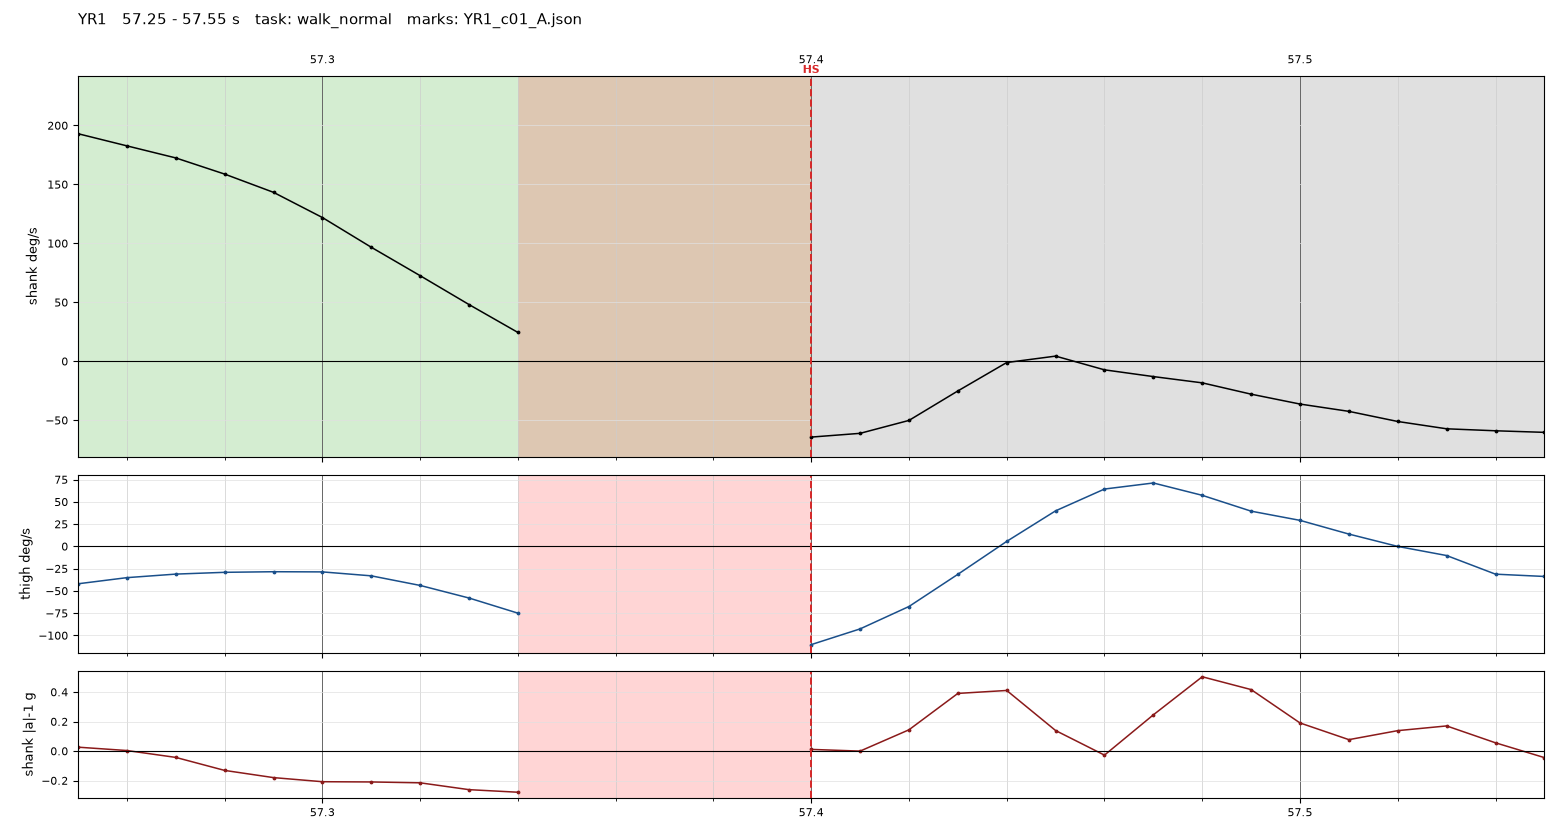 YR1   57.25 - 57.55 s   task: walk_normal   marks: YR1_c01_A.json
57.3 57.4 57.5
HS
shank deg/s
200
150
100
50
0
−50
thigh deg/s
75
50
25
0
−25
−50
−75
−100
shank |a|-1 g
0.4
0.2
0.0
−0.2
57.3 57.4 57.5